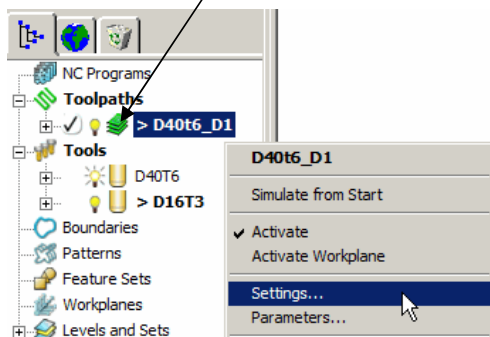 NC Programs
Toolpaths
> D40t6_D1
Tools
D40T6
> D16T3
Boundaries
Patterns
Feature Sets
Workplanes
Levels and Sets
D40t6_D1
Simulate from Start
Activate
Activate Workplane
Settings...
Parameters...